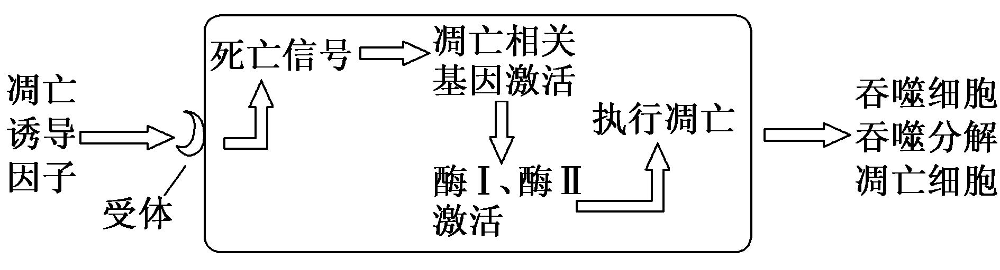 凋亡
诱导
因子
受体
死亡信号
凋亡相关
基因激活
酶Ⅰ、酶Ⅱ
激活
执行凋亡
吞噬细胞
吞噬分解
凋亡细胞